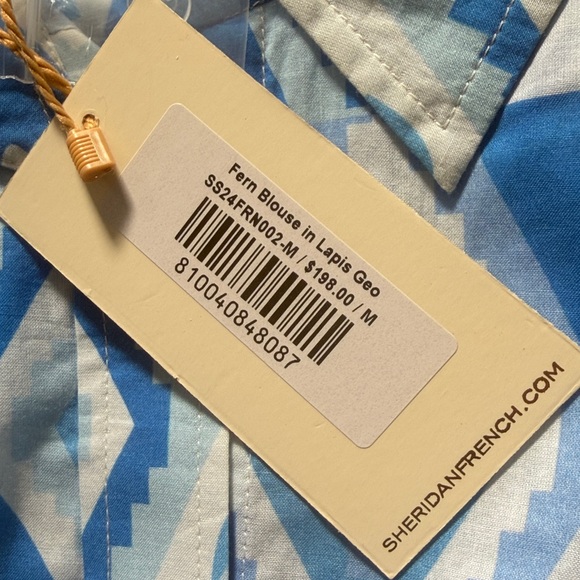 Fern Blouse in Lapis Geo
SS24FRN002-M / $198.00 / M
810040848087
SHERIDANFRENCH.COM